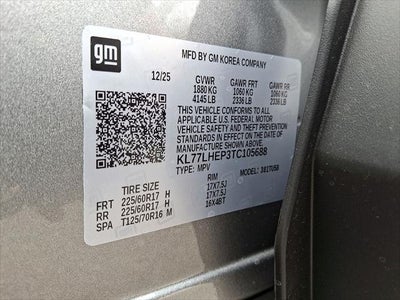 gm
MFD BY GM KOREA COMPANY
12/25 GVWR GAWR FRT GAWR RR
1880 KG 1060 KG 1060 KG
4145 LB 2336 LB 2336 LB
THIS VEHICLE CONFORMS TO ALL
APPLICABLE U.S. FEDERAL MOTOR
VEHICLE SAFETY, BUMPER, AND
THEFT PREVENTION STANDARDS
IN EFFECT ON THE DATE OF
MANUFACTURE SHOWN ABOVE.
KL77LHEP3TC105688
TYPE: MPV MODEL: 1TU58
TIRE SIZE RIM
FRT 225/60R17 H 17X7.5J
RR 225/60R17 H 17X7.5J
SPA T125/70R16 M 16X4BT